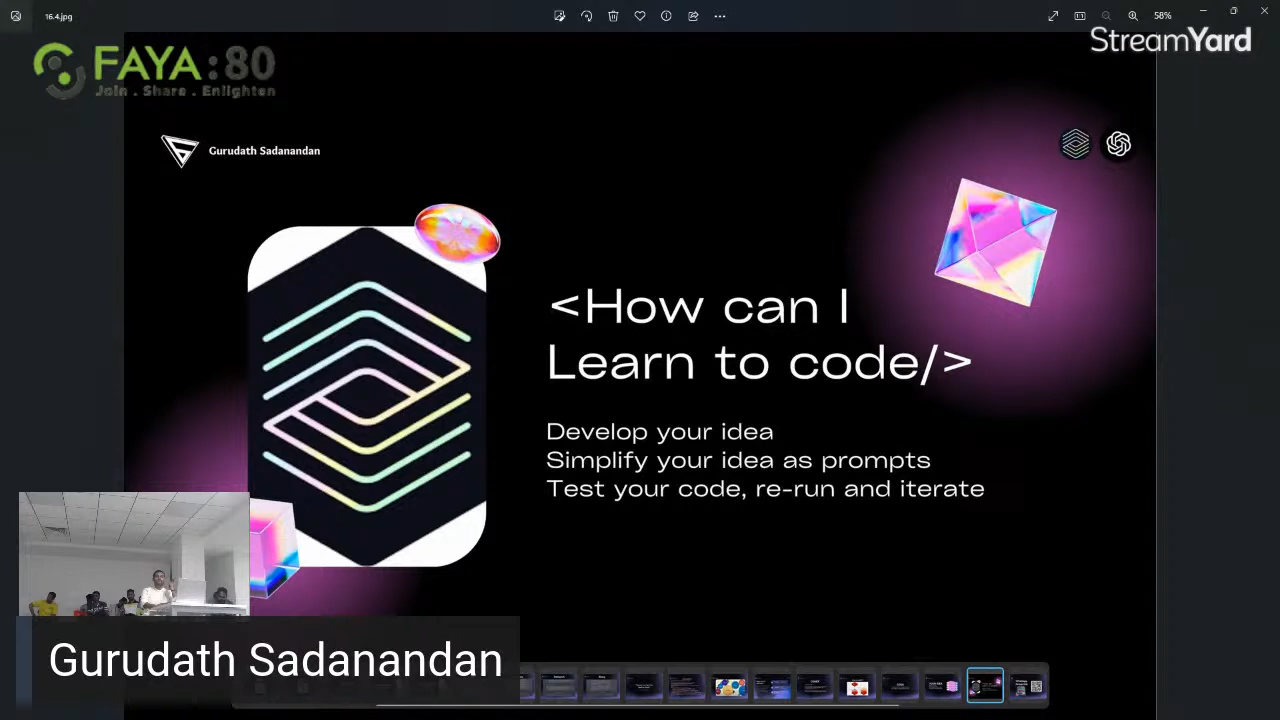 16.4.jpg
58%
FAYA:80
Join . Share . Enlighten
StreamYard
Gurudath Sadanandan
<How can I
Learn to code/>
Develop your idea
Simplify your idea as prompts
Test your code, re-run and iterate
Gurudath Sadanandan